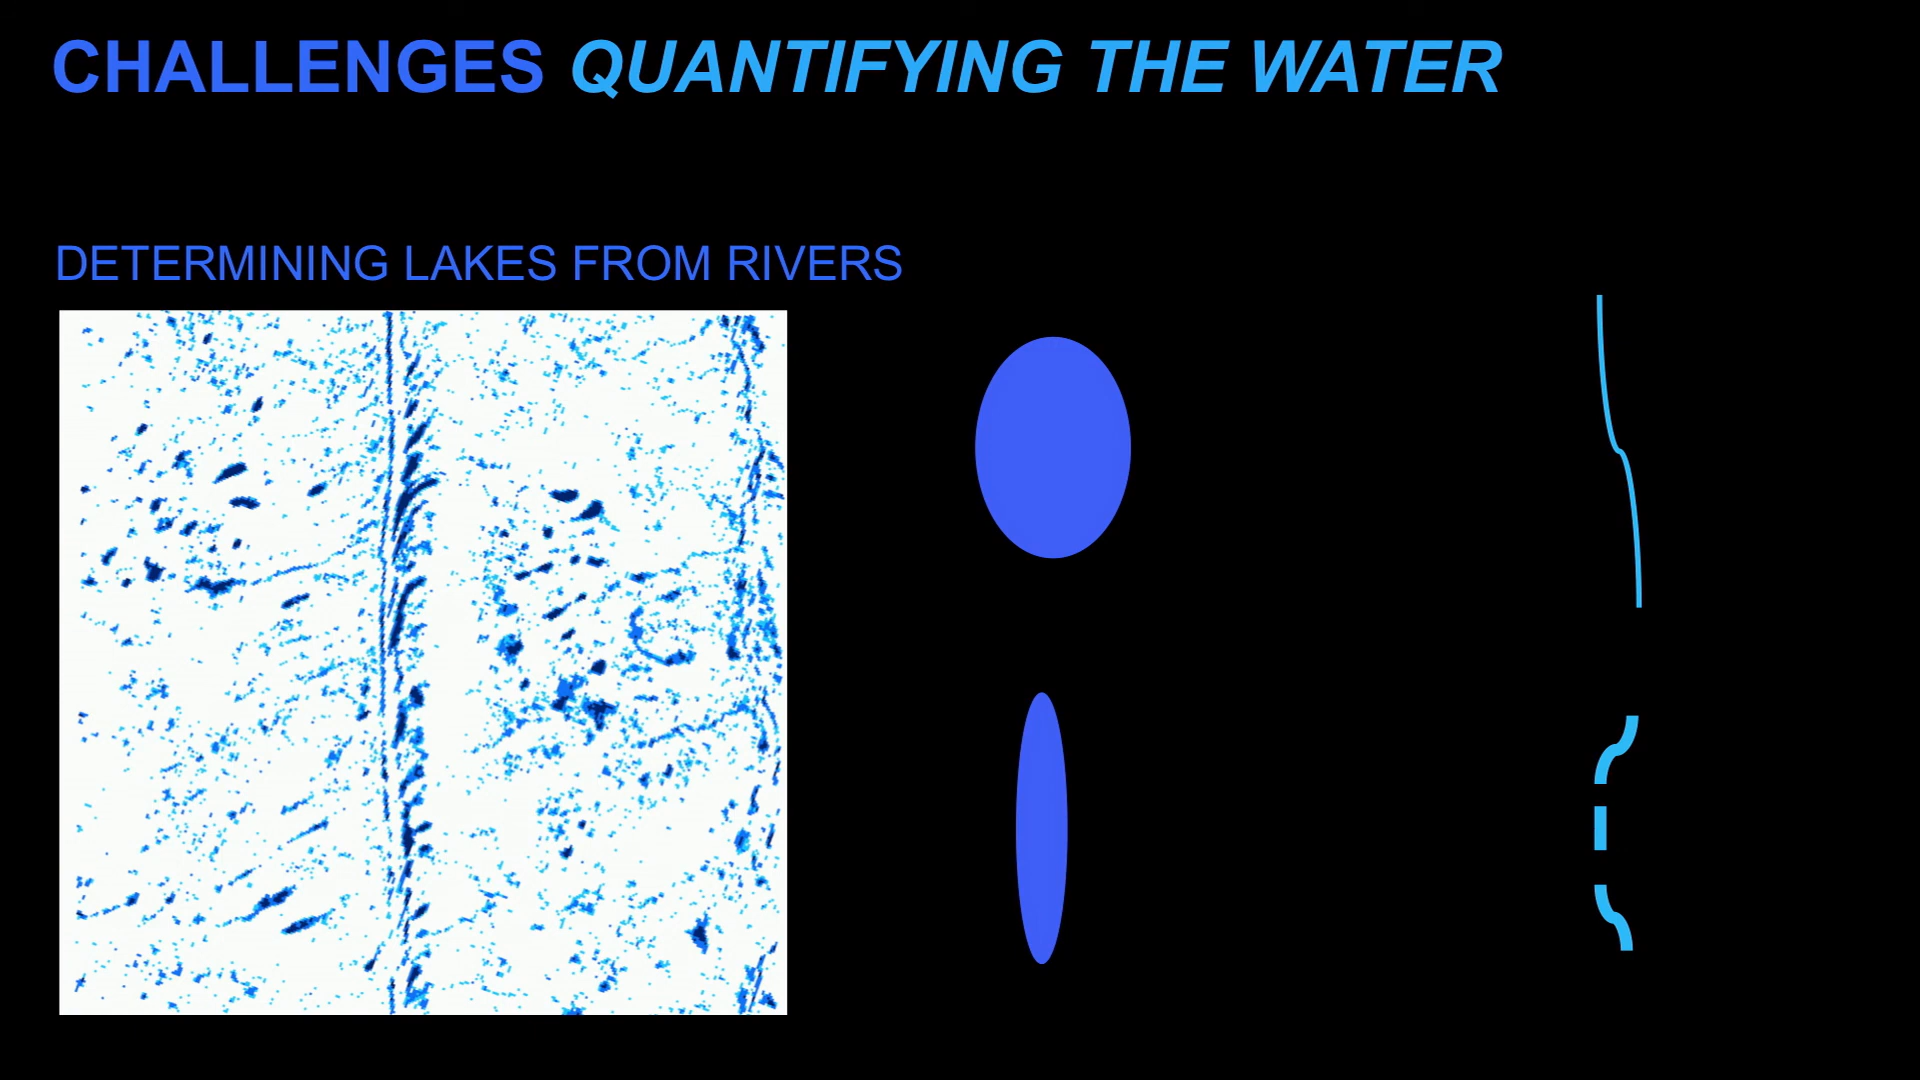 CHALLENGES QUANTIFYING THE WATER
DETERMINING LAKES FROM RIVERS